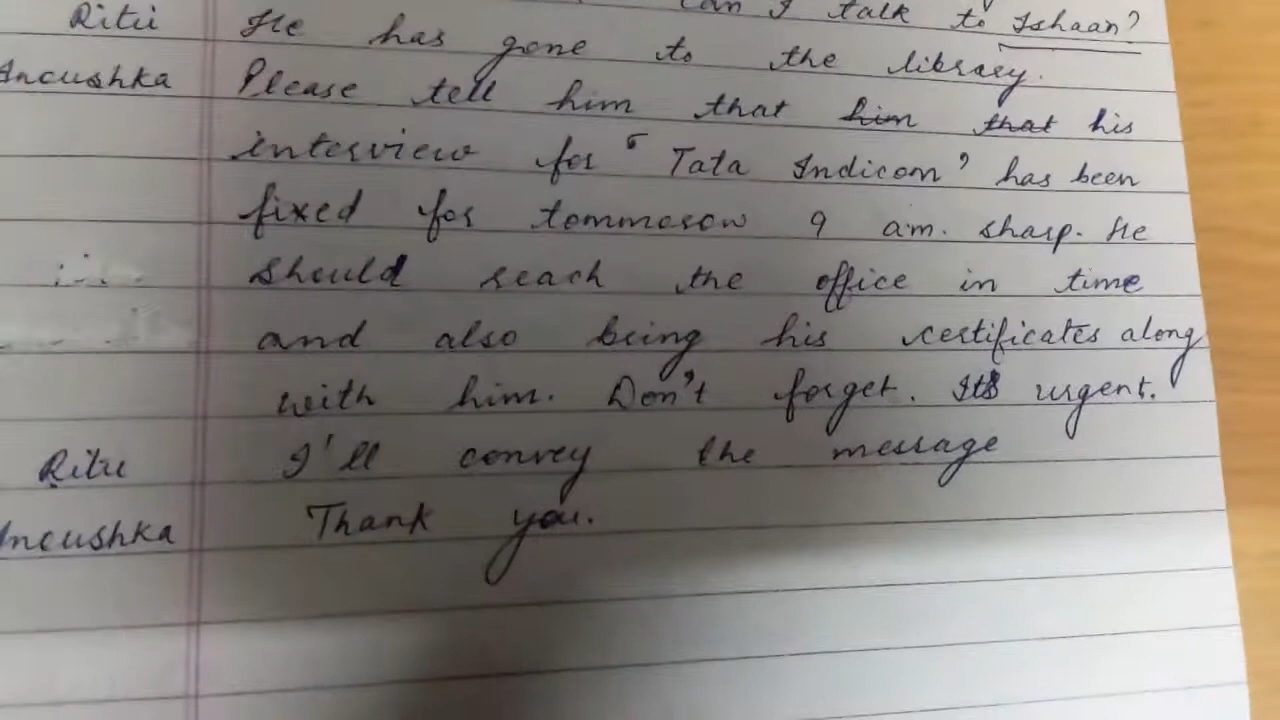 can I talk to Ishaan?
Ritu He has gone to the library.
Anushka Please tell him that him that his
interview for ' Tata Indicom' has been
fixed for tommorow 9 am. sharp. He
should reach the office in time
and also bring his certificates along
with him. Don't forget. Its urgent.
Ritu I'll convey the message
Anushka Thank you.